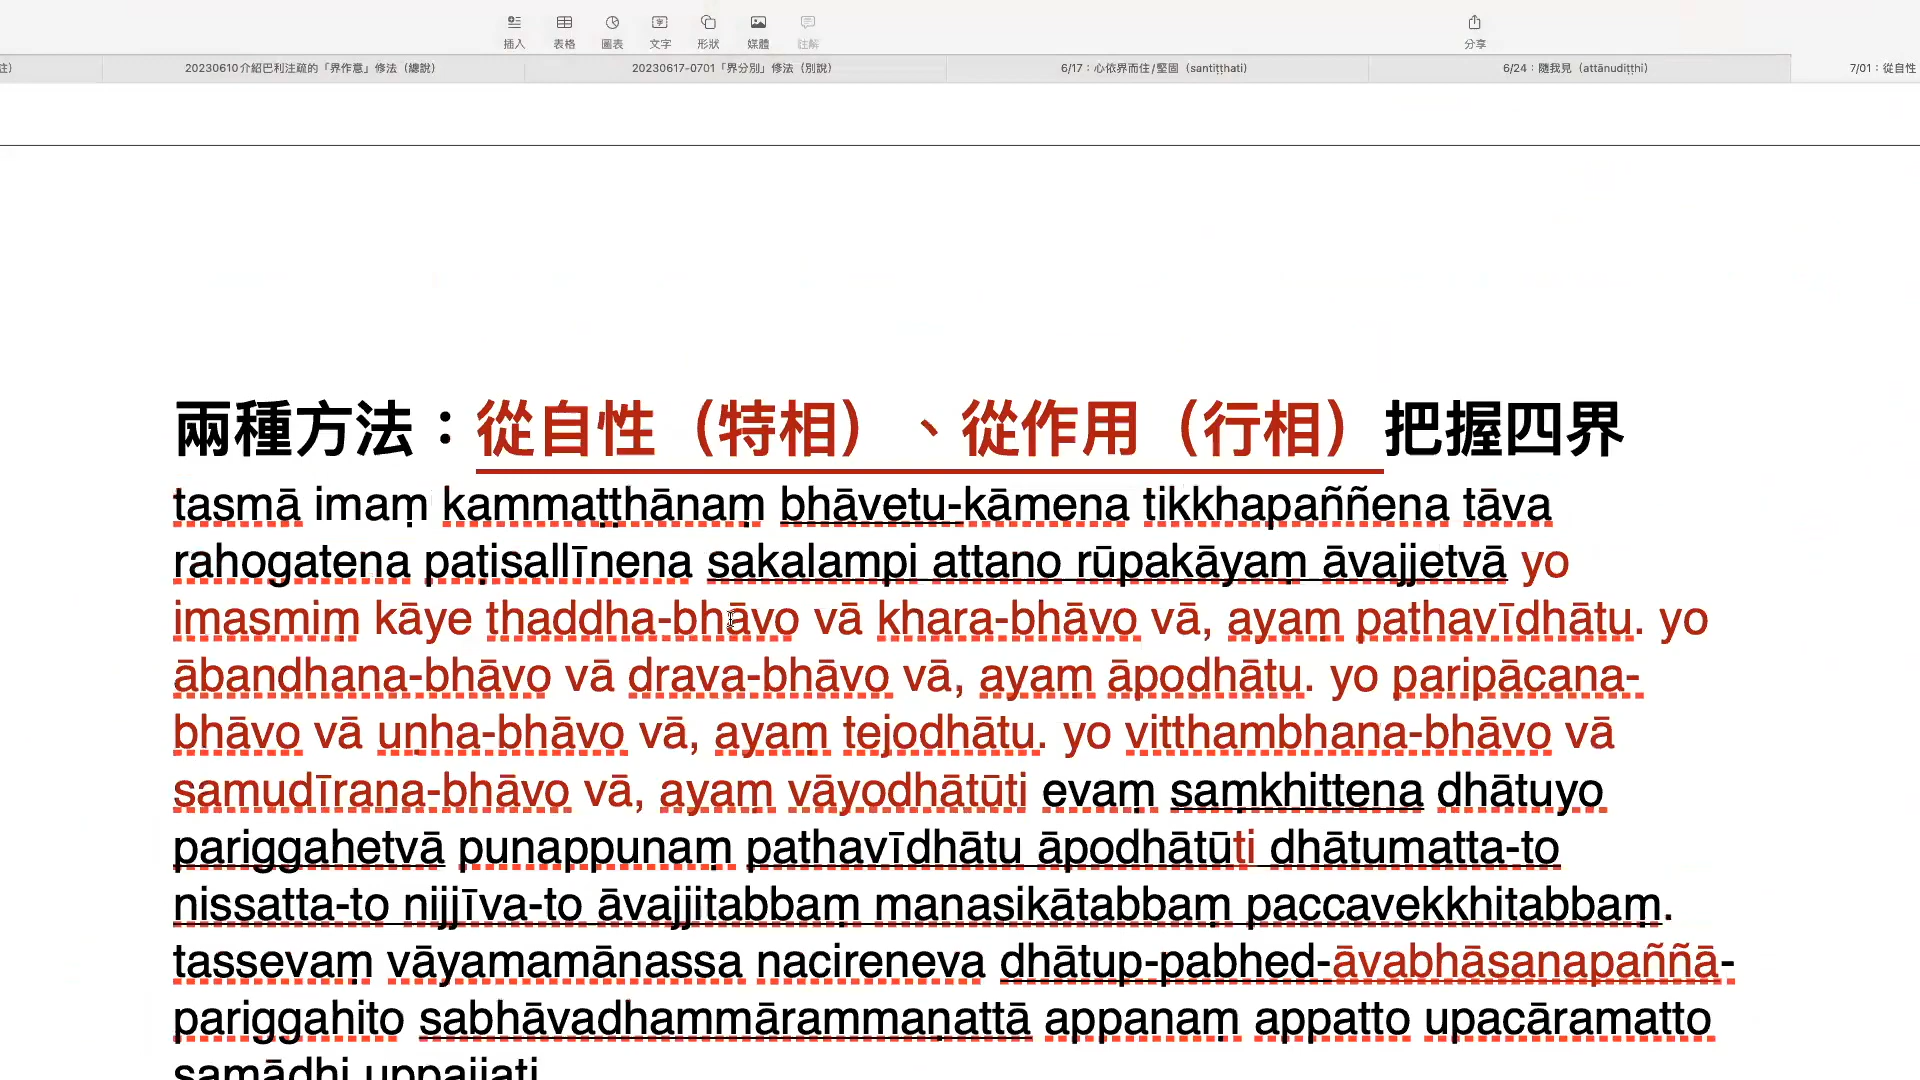 插入 表格 圖表 文字 形狀 媒體 註解 分享
註） 20230610介紹巴利注疏的「界作意」修法（總說） 20230617-0701「界分別」修法（別說） 6/17：心依界而住/堅固（santiṭṭhati） 6/24：隨我見（attānudiṭṭhi） 7/01：從自性
兩種方法：從自性（特相）、從作用（行相）把握四界
tasmā imaṃ kammaṭṭhānaṃ bhāvetu-kāmena tikkhapaññena tāva
rahogatena paṭisallīnena sakalampi attano rūpakāyaṃ āvajjetvā yo
imasmiṃ kāye thaddha-bhāvo vā khara-bhāvo vā, ayaṃ pathavīdhātu. yo
ābandhana-bhāvo vā drava-bhāvo vā, ayaṃ āpodhātu. yo paripācana-
bhāvo vā uṇha-bhāvo vā, ayaṃ tejodhātu. yo vitthambhana-bhāvo vā
samudīraṇa-bhāvo vā, ayaṃ vāyodhātūti evaṃ saṃkhittena dhātuyo
pariggahetvā punappunaṃ pathavīdhātu āpodhātūti dhātumatta-to
nissatta-to nijjīva-to āvajjitabbaṃ manasikātabbaṃ paccavekkhitabbaṃ.
tassevaṃ vāyamamānassa nacireneva dhātup-pabhed-āvabhāsanapaññā-
pariggahito sabhāvadhammārammaṇattā appanaṃ appatto upacāramatto
samādhi uppajjati